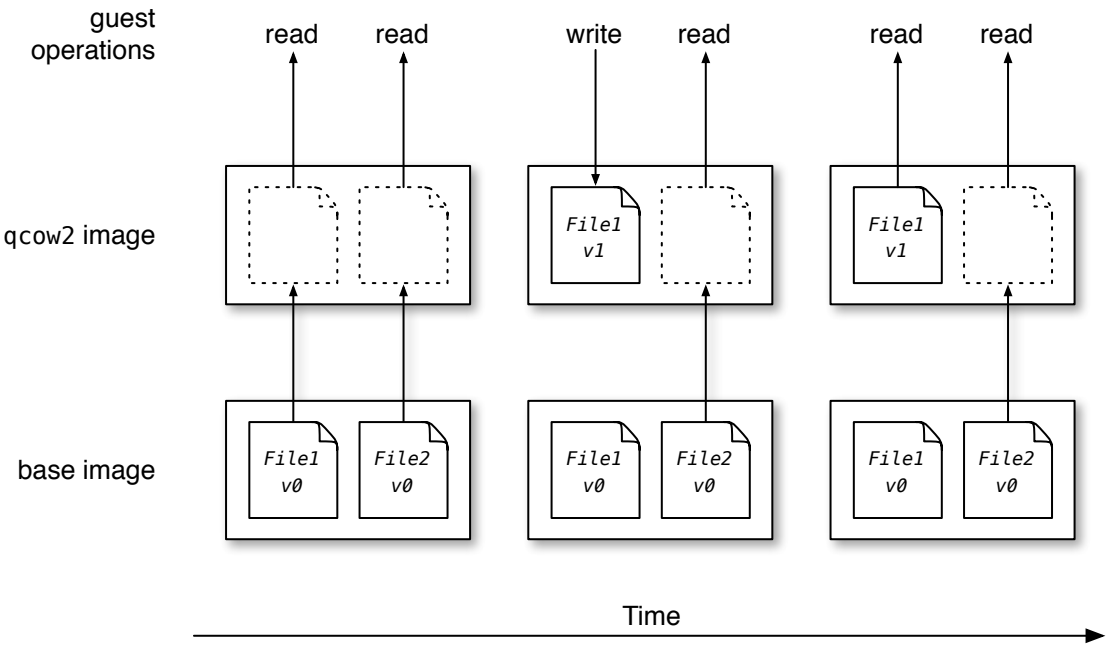 guest
operations
read read write read read read
qcow2 image
File1 File1
v1 v1
base image
File1 File2 File1 File2 File1 File2
v0 v0 v0 v0 v0 v0
Time